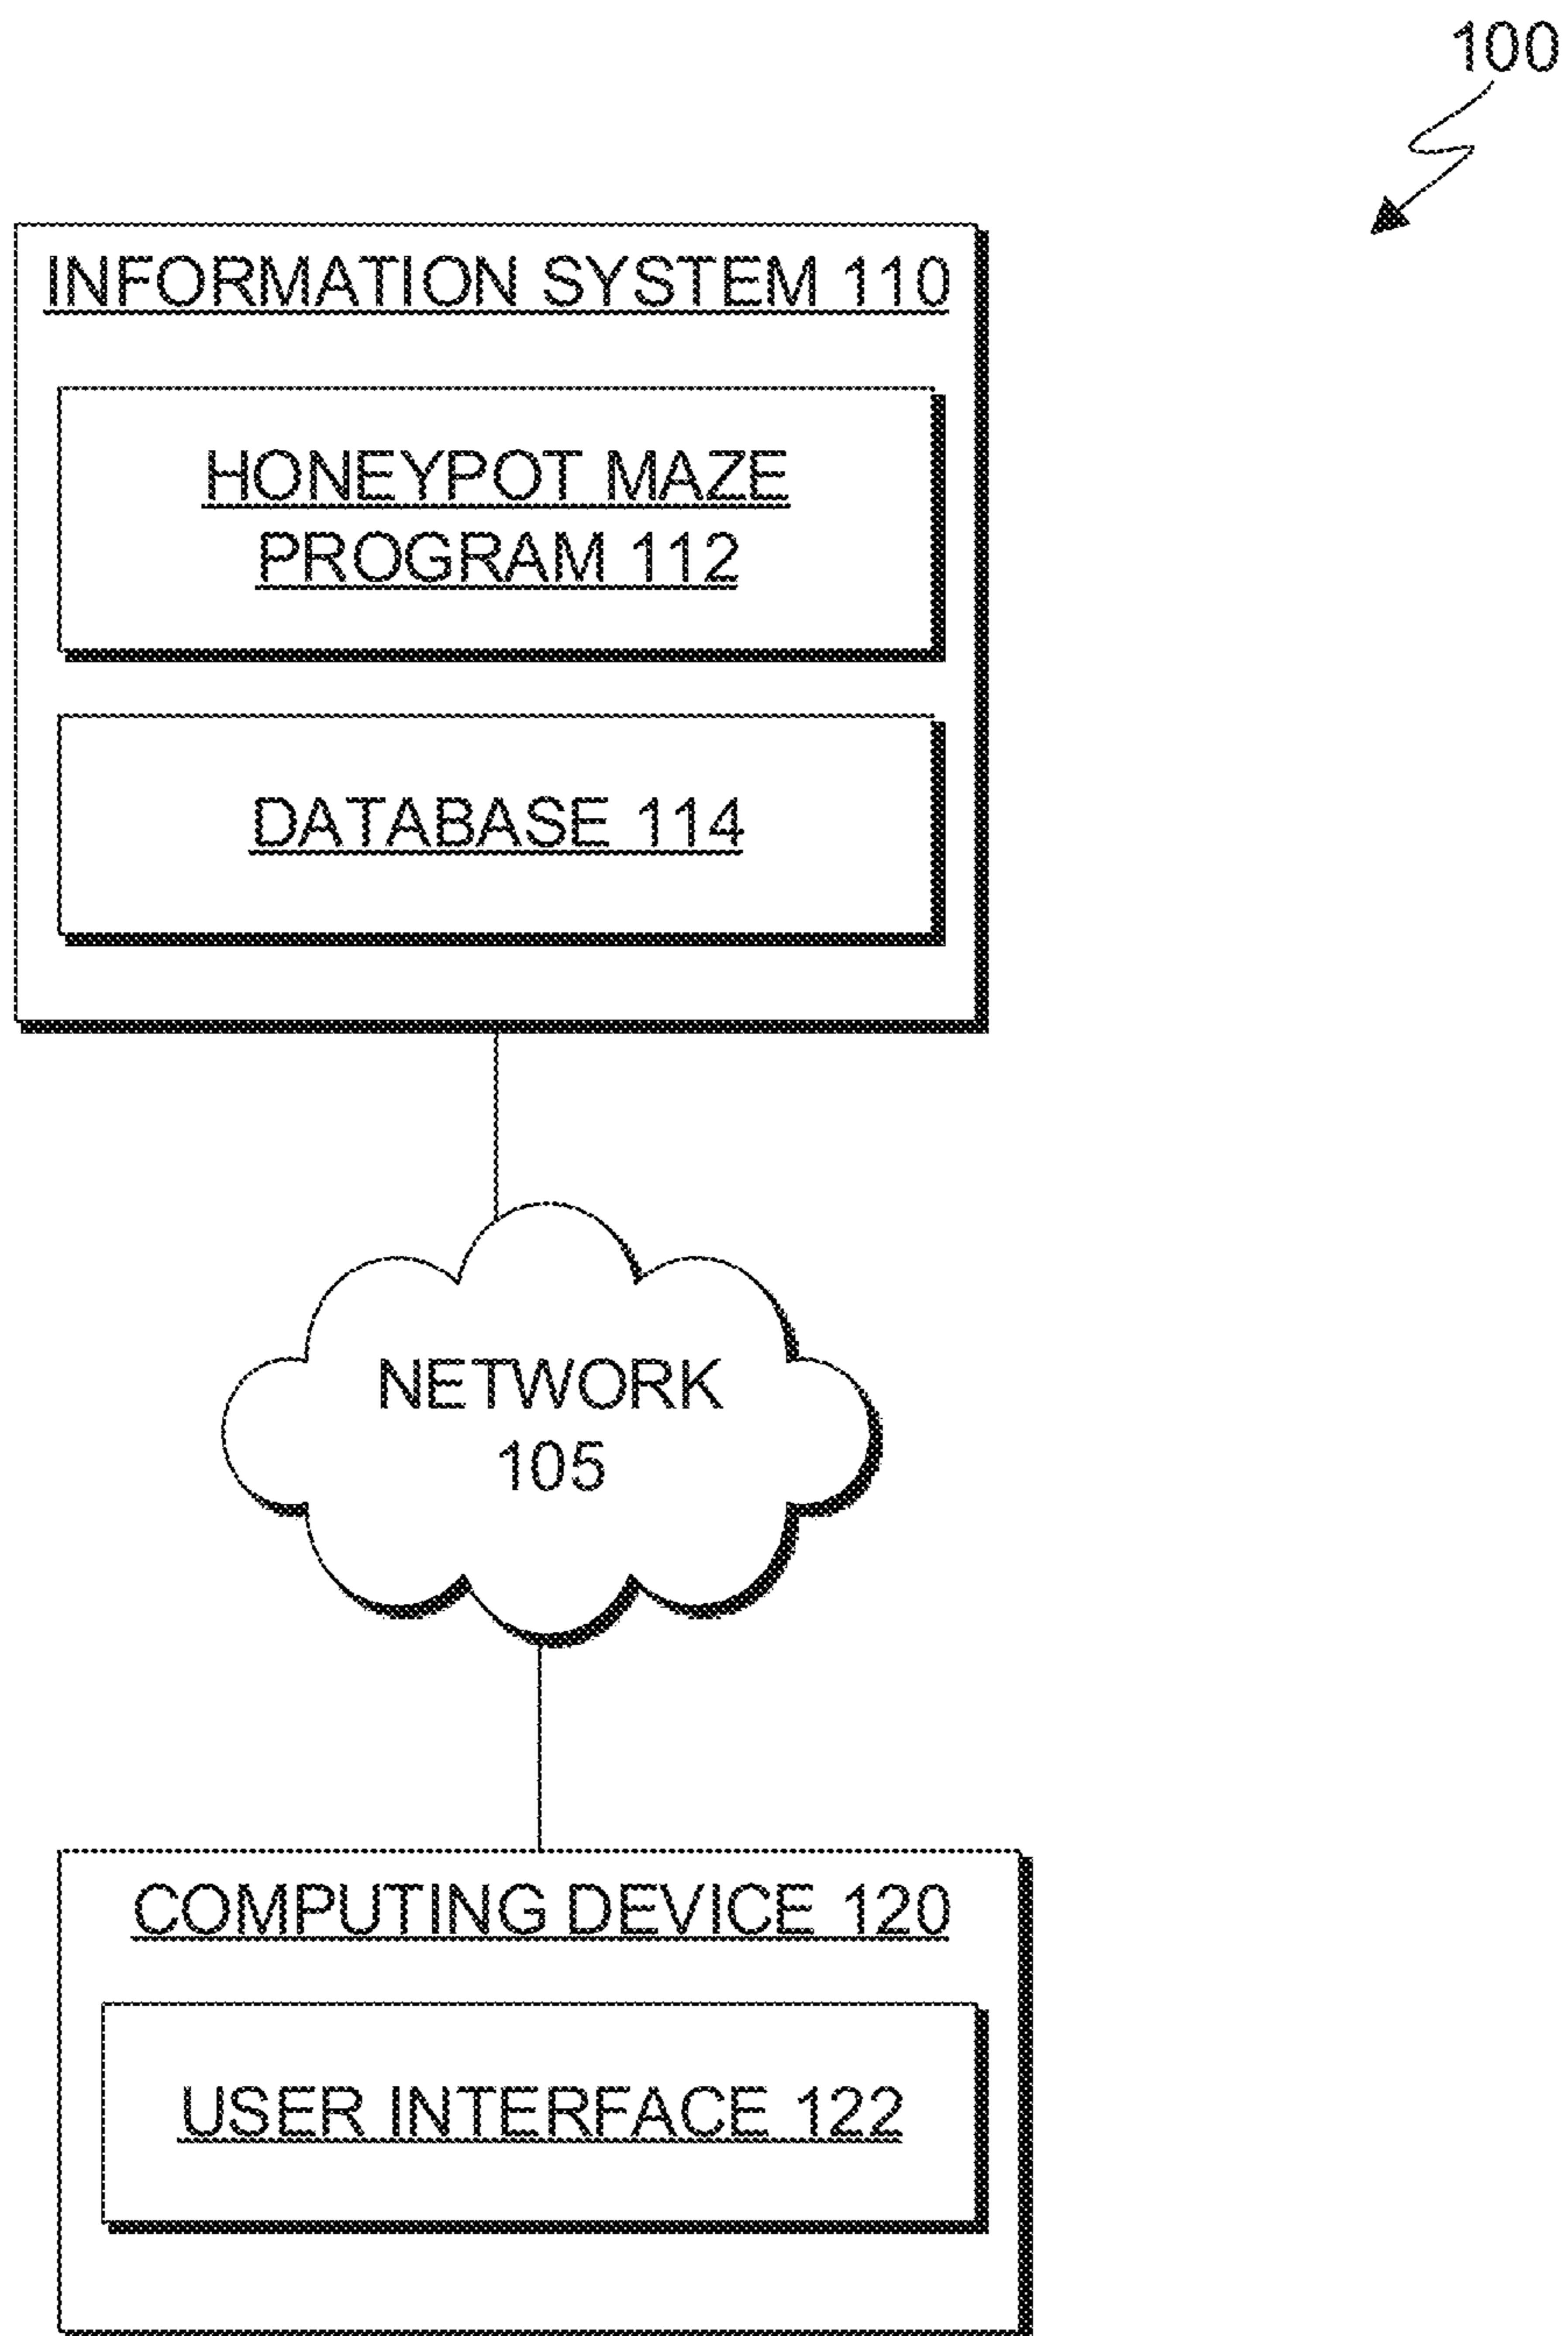 100
INFORMATION SYSTEM 110
HONEYPOT MAZE
PROGRAM 112
DATABASE 114
NETWORK
105
COMPUTING DEVICE 120
USER INTERFACE 122